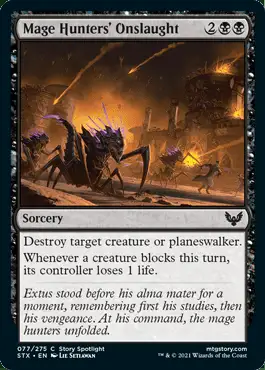 Mage Hunters' Onslaught 2
Sorcery
Destroy target creature or planeswalker.
Whenever a creature blocks this turn,
its controller loses 1 life.
Extus stood before his alma mater for a
moment, remembering first his studies, then
his vengeance. At his command, the mage
hunters unfolded.
077/275 C Story Spotlight mtgstory.com
STX • EN Lie Setiawan ™ & © 2021 Wizards of the Coast